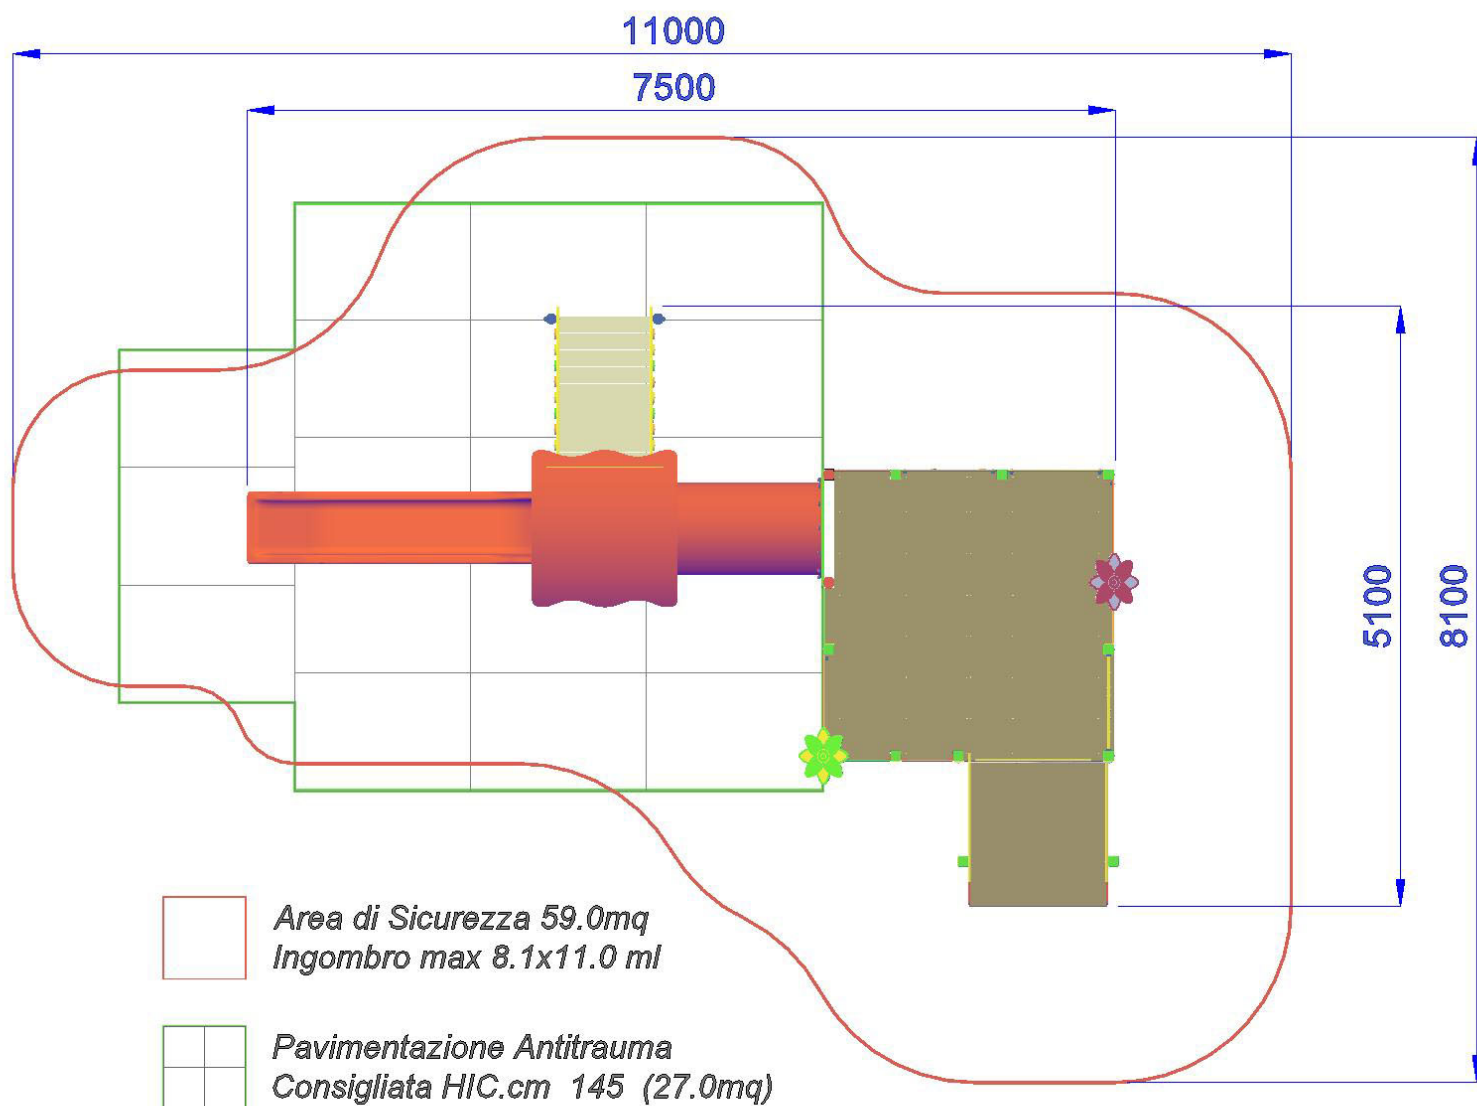 11000
7500
5100
8100
Area di Sicurezza 59.0mq
Ingombro max 8.1x11.0 ml
Pavimentazione Antitrauma
Consigliata HIC.cm 145 (27.0mq)